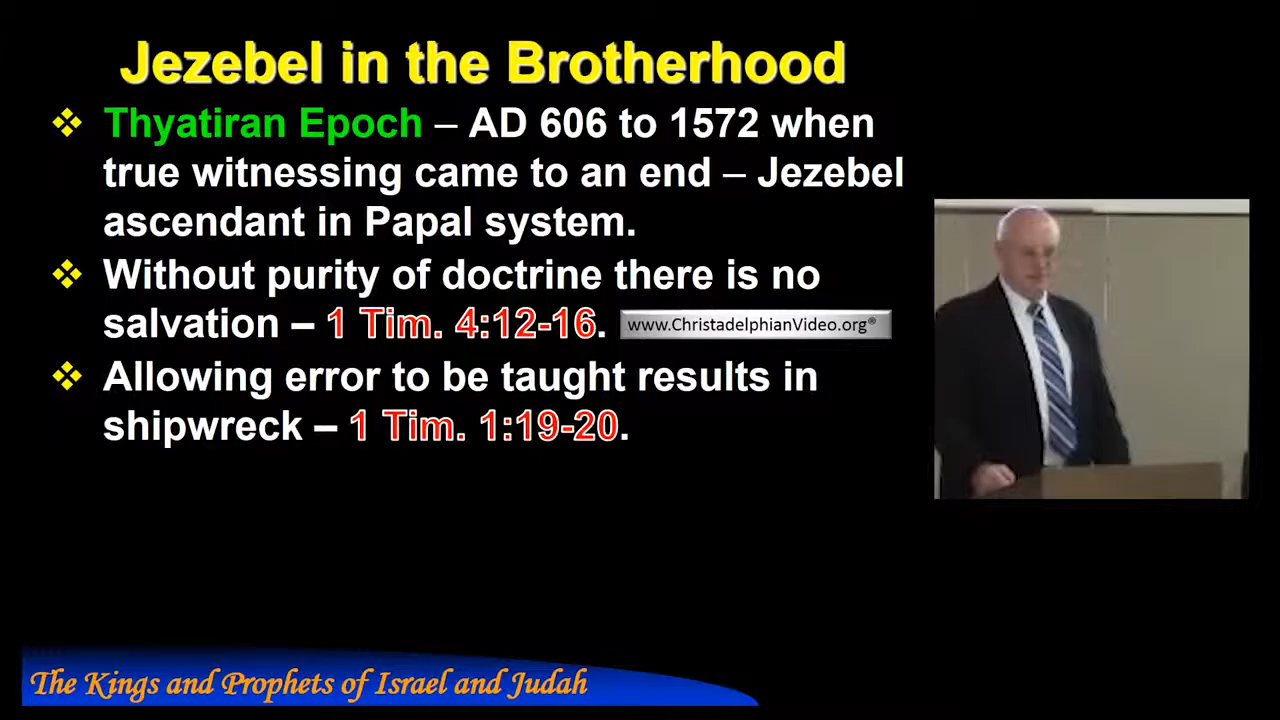 Jezebel in the Brotherhood
❖ Thyatiran Epoch – AD 606 to 1572 when
true witnessing came to an end – Jezebel
ascendant in Papal system.
❖ Without purity of doctrine there is no
salvation – 1 Tim. 4:12-16.
www.ChristadelphianVideo.org®
❖ Allowing error to be taught results in
shipwreck – 1 Tim. 1:19-20.
The Kings and Prophets of Israel and Judah